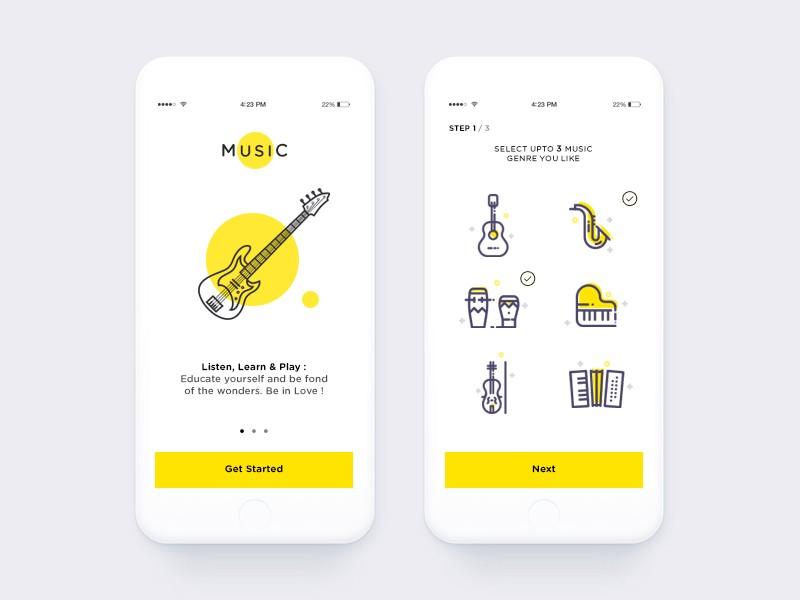 4:23 PM
22%
MUSIC
Listen, Learn & Play :
Educate yourself and be fond
of the wonders. Be in Love !
Get Started
4:23 PM
22%
STEP 1 / 3
SELECT UPTO 3 MUSIC
GENRE YOU LIKE
Next